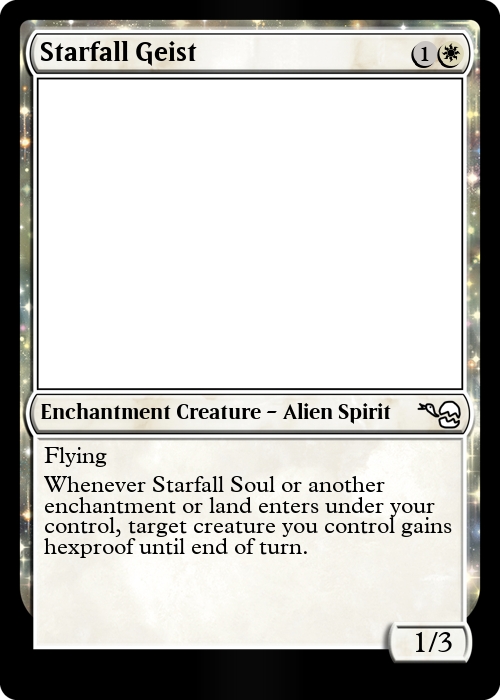 Starfall Geist 1
Enchantment Creature – Alien Spirit
Flying
Whenever Starfall Soul or another
enchantment or land enters under your
control, target creature you control gains
hexproof until end of turn.
1/3